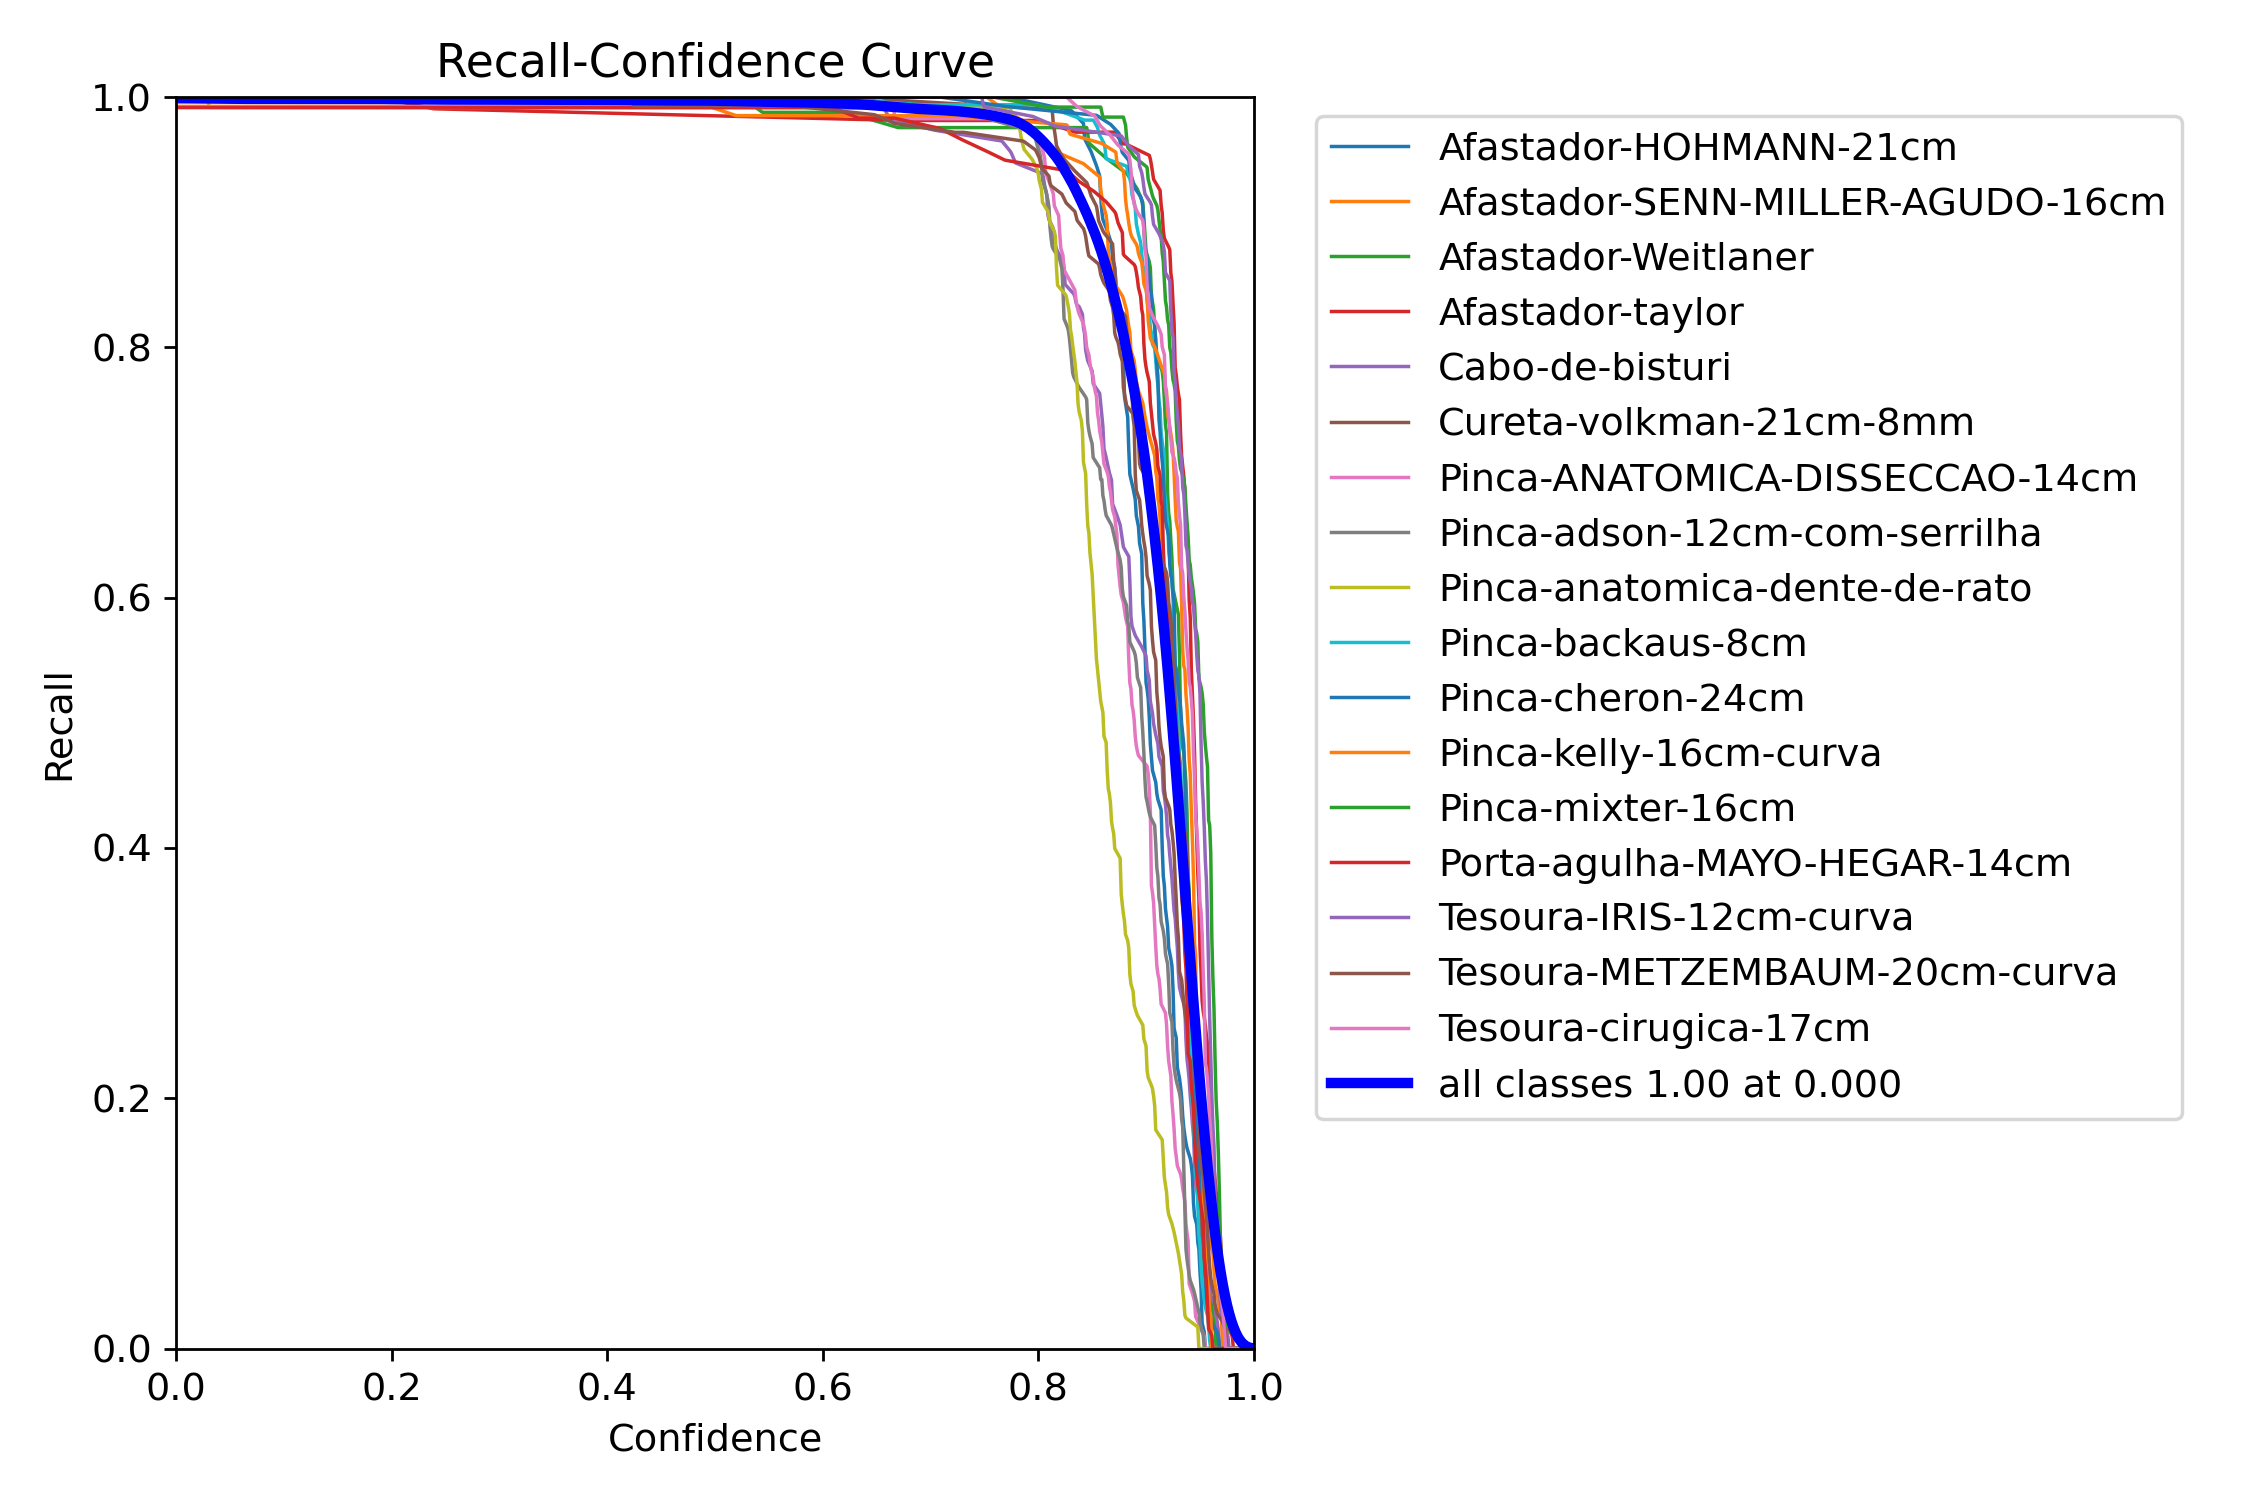 Recall-Confidence Curve
1.0
0.8
0.6
0.4
0.2
0.0
Recall
0.0 0.2 0.4 0.6 0.8 1.0
Confidence
Afastador-HOHMANN-21cm
Afastador-SENN-MILLER-AGUDO-16cm
Afastador-Weitlaner
Afastador-taylor
Cabo-de-bisturi
Cureta-volkman-21cm-8mm
Pinca-ANATOMICA-DISSECCAO-14cm
Pinca-adson-12cm-com-serrilha
Pinca-anatomica-dente-de-rato
Pinca-backaus-8cm
Pinca-cheron-24cm
Pinca-kelly-16cm-curva
Pinca-mixter-16cm
Porta-agulha-MAYO-HEGAR-14cm
Tesoura-IRIS-12cm-curva
Tesoura-METZEMBAUM-20cm-curva
Tesoura-cirugica-17cm
all classes 1.00 at 0.000